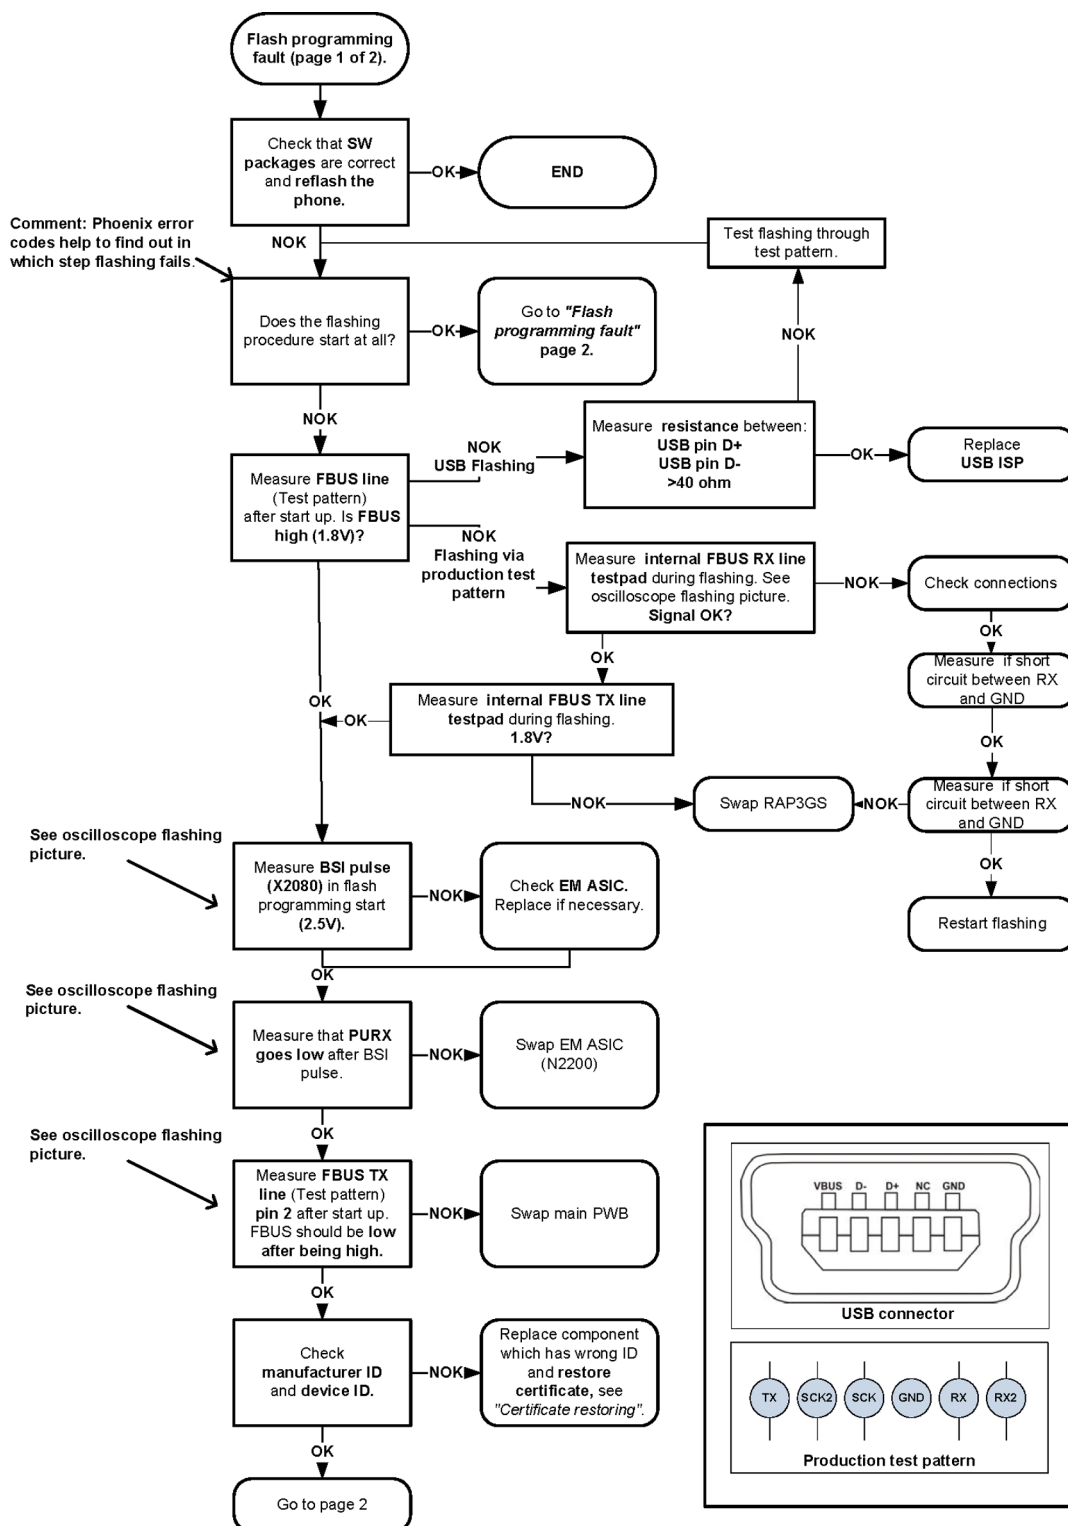 Flash programming
fault (page 1 of 2).
Check that SW
packages are correct
and reflash the
phone.
OK
END
Comment: Phoenix error
codes help to find out in
which step flashing fails.
NOK
Test flashing through
test pattern.
Does the flashing
procedure start at all?
OK
Go to "Flash
programming fault"
page 2.
NOK
NOK
Measure FBUS line
(Test pattern)
after start up. Is FBUS
high (1.8V)?
NOK
USB Flashing
Measure resistance between:
USB pin D+
USB pin D-
>40 ohm
OK
Replace
USB ISP
NOK
Flashing via
production test
pattern
Measure internal FBUS RX line
testpad during flashing. See
oscilloscope flashing picture.
Signal OK?
NOK
Check connections
OK
OK
Measure if short
circuit between RX
and GND
OK
Measure internal FBUS TX line
testpad during flashing.
1.8V?
OK
OK
NOK
Swap RAP3GS
NOK
Measure if short
circuit between RX
and GND
OK
Restart flashing
See oscilloscope flashing
picture.
Measure BSI pulse
(X2080) in flash
programming start
(2.5V).
NOK
Check EM ASIC.
Replace if necessary.
OK
See oscilloscope flashing
picture.
Measure that PURX
goes low after BSI
pulse.
NOK
Swap EM ASIC
(N2200)
OK
See oscilloscope flashing
picture.
Measure FBUS TX
line (Test pattern)
pin 2 after start up.
FBUS should be low
after being high.
NOK
Swap main PWB
OK
Check
manufacturer ID
and device ID.
NOK
Replace component
which has wrong ID
and restore
certificate, see
"Certificate restoring".
OK
Go to page 2
VBUS D- D+ NC GND
USB connector
TX SCK2 SCK GND RX RX2
Production test pattern